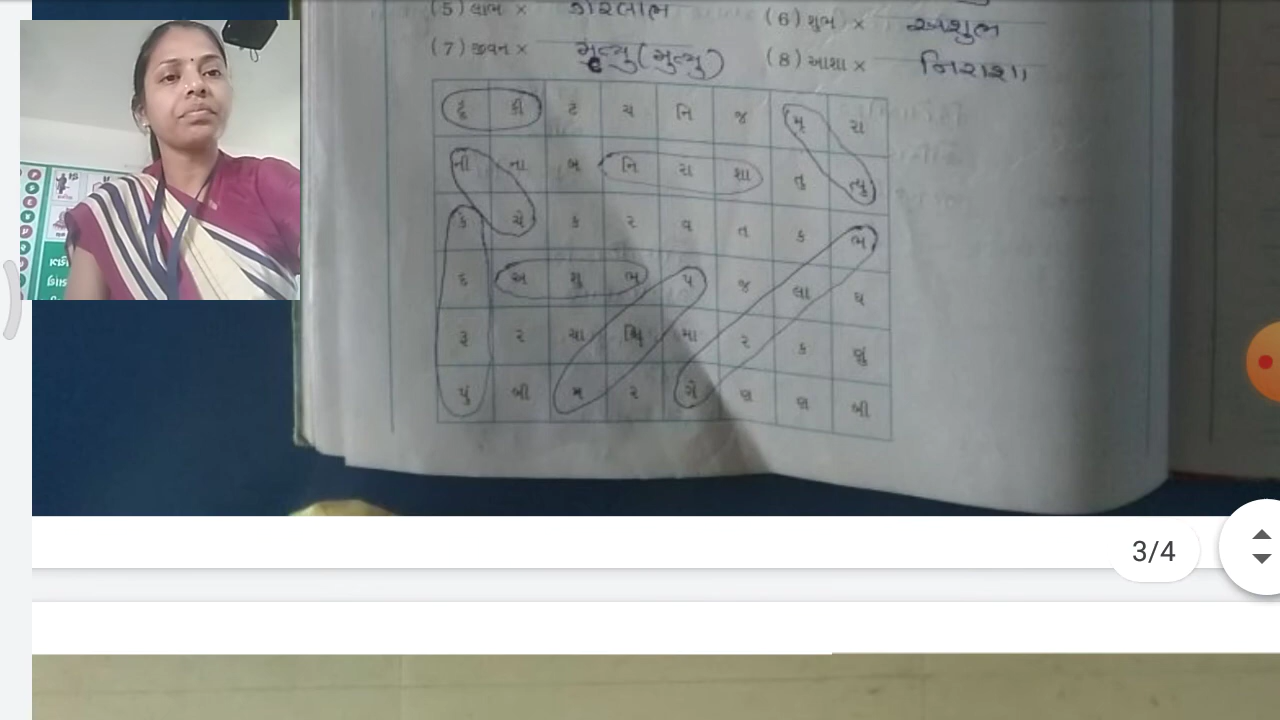 (5) લાભ × ગેરલાભ (6) શુભ × અશુભ
(7) જીવન × મૃત્યુ (મુત્યુ) (8) આશા × નિરાશા
ટૂ કી ટ ચ નિ જ મૃ રા
ની ના બ નિ રા શા તુ ત્યુ
ક ચે ક ર વ ત ક ભ
દ અ શુ ભ પ જ લા ઘ
રૂ ર ચા શ્ચિ મા ર ક શું
પું બી મ ર ગે ણ ણ બી
3/4